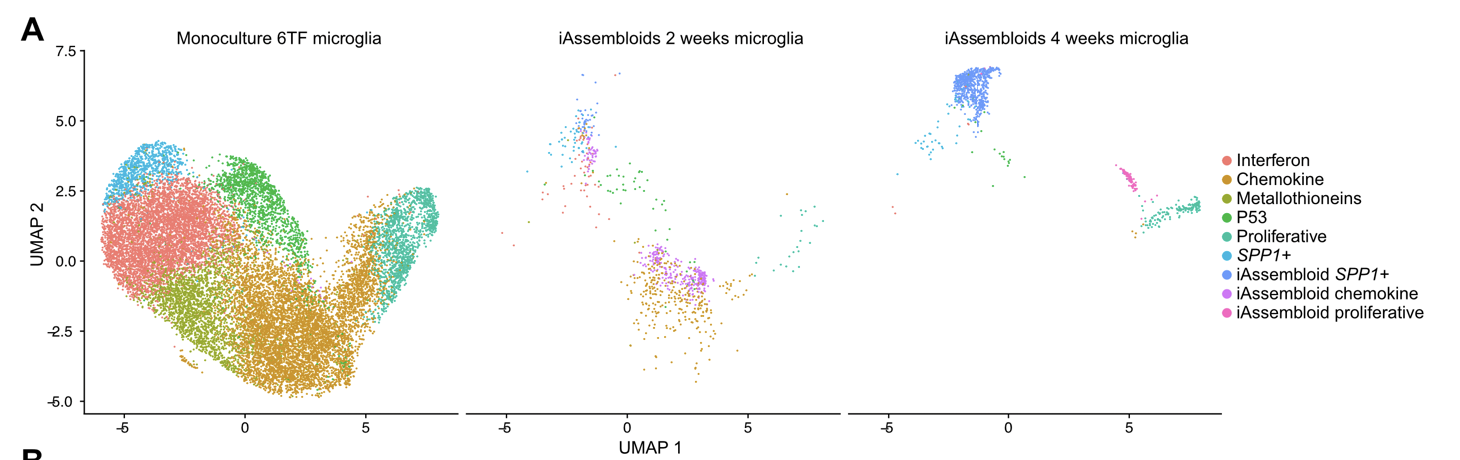 A
Monoculture 6TF microglia
iAssembloids 2 weeks microglia
iAssembloids 4 weeks microglia
7.5
5.0
2.5
0.0
–2.5
–5.0
UMAP 2
–5 0 5
–5 0 5
–5 0 5
UMAP 1
Interferon
Chemokine
Metallothioneins
P53
Proliferative
SPP1+
iAssembloid SPP1+
iAssembloid chemokine
iAssembloid proliferative